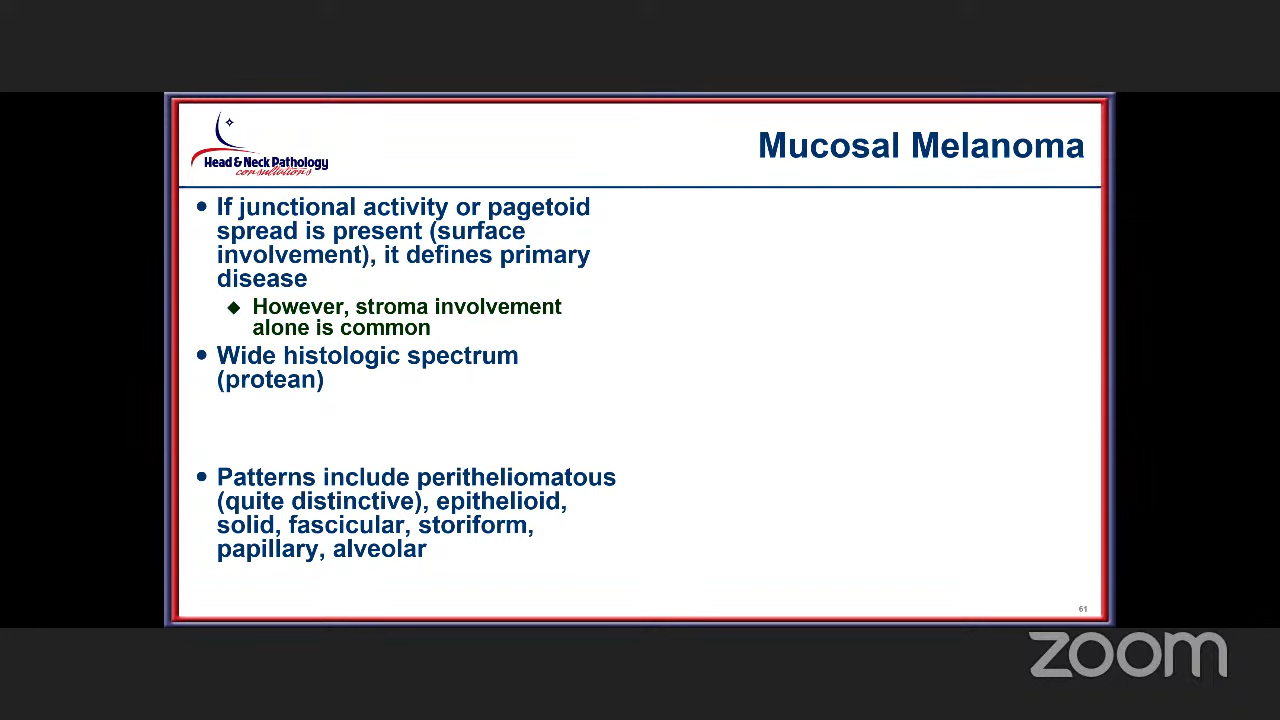 Head & Neck Pathology
consultations
Mucosal Melanoma
• If junctional activity or pagetoid
spread is present (surface
involvement), it defines primary
disease
◆ However, stroma involvement
alone is common
• Wide histologic spectrum
(protean)
• Patterns include peritheliomatous
(quite distinctive), epithelioid,
solid, fascicular, storiform,
papillary, alveolar
61
zoom